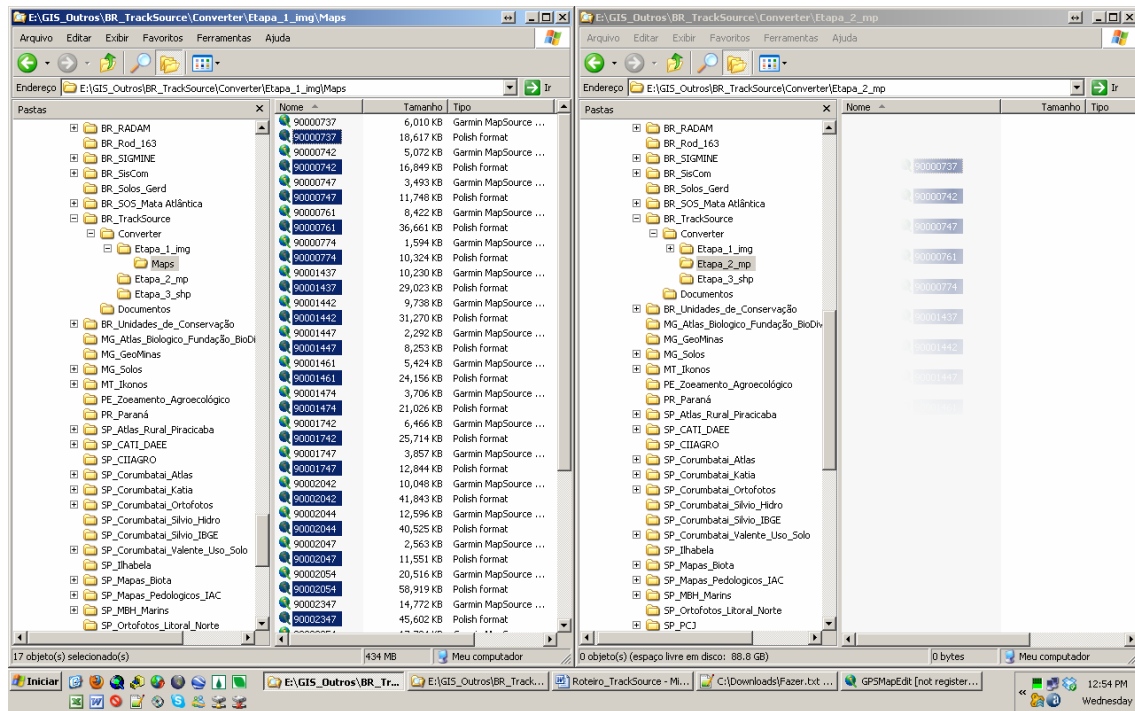 E:\GIS_Outros\BR_TrackSource\Converter\Etapa_1_img\Maps
Arquivo Editar Exibir Favoritos Ferramentas Ajuda
Endereço E:\GIS_Outros\BR_TrackSource\Converter\Etapa_1_img\Maps Ir
Pastas
BR_RADAM
BR_Rod_163
BR_SIGMINE
BR_SisCom
BR_Solos_Gerd
BR_SOS_Mata Atlântica
BR_TrackSource
Converter
Etapa_1_img
Maps
Etapa_2_mp
Etapa_3_shp
Documentos
BR_Unidades_de_Conservação
MG_Atlas_Biologico_Fundação_BioDi
MG_GeoMinas
MG_Solos
MT_Ikonos
PE_Zoeamento_Agroecológico
PR_Paraná
SP_Atlas_Rural_Piracicaba
SP_CATI_DAEE
SP_CIIAGRO
SP_Corumbatai_Atlas
SP_Corumbatai_Katia
SP_Corumbatai_Ortofotos
SP_Corumbatai_Silvio_Hidro
SP_Corumbatai_Silvio_IBGE
SP_Corumbatai_Valente_Uso_Solo
SP_Ilhabela
SP_Mapas_Biota
SP_Mapas_Pedologicos_IAC
SP_MBH_Marins
SP_Ortofotos_Litoral_Norte
Nome Tamanho Tipo
90000737 6,010 KB Garmin MapSource ...
90000737 18,617 KB Polish format
90000742 5,072 KB Garmin MapSource ...
90000742 16,849 KB Polish format
90000747 3,493 KB Garmin MapSource ...
90000747 11,748 KB Polish format
90000761 8,422 KB Garmin MapSource ...
90000761 36,661 KB Polish format
90000774 1,594 KB Garmin MapSource ...
90000774 10,324 KB Polish format
90001437 10,230 KB Garmin MapSource ...
90001437 29,023 KB Polish format
90001442 9,738 KB Garmin MapSource ...
90001442 31,270 KB Polish format
90001447 2,292 KB Garmin MapSource ...
90001447 8,253 KB Polish format
90001461 5,424 KB Garmin MapSource ...
90001461 24,156 KB Polish format
90001474 3,706 KB Garmin MapSource ...
90001474 21,026 KB Polish format
90001742 6,466 KB Garmin MapSource ...
90001742 25,714 KB Polish format
90001747 3,857 KB Garmin MapSource ...
90001747 12,844 KB Polish format
90002042 10,048 KB Garmin MapSource ...
90002042 41,843 KB Polish format
90002044 12,596 KB Garmin MapSource ...
90002044 40,525 KB Polish format
90002047 2,563 KB Garmin MapSource ...
90002047 11,551 KB Polish format
90002054 20,516 KB Garmin MapSource ...
90002054 58,919 KB Polish format
90002347 14,772 KB Garmin MapSource ...
90002347 45,602 KB Polish format
17 objeto(s) selecionado(s) 434 MB Meu computador
E:\GIS_Outros\BR_TrackSource\Converter\Etapa_2_mp
Arquivo Editar Exibir Favoritos Ferramentas Ajuda
Endereço E:\GIS_Outros\BR_TrackSource\Converter\Etapa_2_mp Ir
Pastas
BR_RADAM
BR_Rod_163
BR_SIGMINE
BR_SisCom
BR_Solos_Gerd
BR_SOS_Mata Atlântica
BR_TrackSource
Converter
Etapa_1_img
Etapa_2_mp
Etapa_3_shp
Documentos
BR_Unidades_de_Conservação
MG_Atlas_Biologico_Fundação_BioDiv
MG_GeoMinas
MG_Solos
MT_Ikonos
PE_Zoeamento_Agroecológico
PR_Paraná
SP_Atlas_Rural_Piracicaba
SP_CATI_DAEE
SP_CIIAGRO
SP_Corumbatai_Atlas
SP_Corumbatai_Katia
SP_Corumbatai_Ortofotos
SP_Corumbatai_Silvio_Hidro
SP_Corumbatai_Silvio_IBGE
SP_Corumbatai_Valente_Uso_Solo
SP_Ilhabela
SP_Mapas_Biota
SP_Mapas_Pedologicos_IAC
SP_MBH_Marins
SP_Ortofotos_Litoral_Norte
SP_PCJ
Nome Tamanho Tipo
90000737
90000742
90000747
90000761
90000774
90001437
90001442
90001447
0 objeto(s) (espaço livre em disco: 88.8 GB) 0 bytes Meu computador
Iniciar E:\GIS_Outros\BR_Tr... E:\GIS_Outros\BR_Track... Roteiro_TrackSource - Mi... C:\Downloads\Fazer.txt ... GPSMapEdit [not register... 12:54 PM
Wednesday